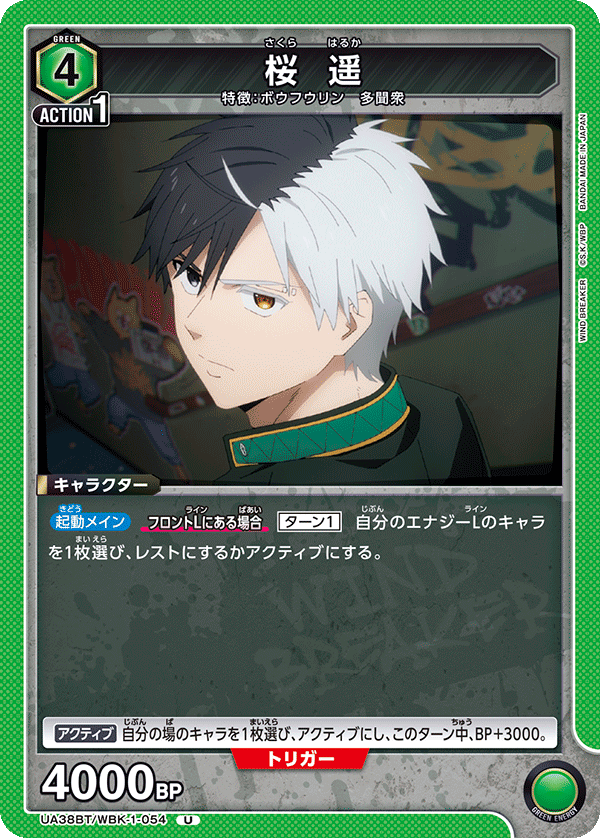 GREEN
4
ACTION 1
さくら はるか
桜 遥
特徴:ボウフウリン 多聞衆
WIND BREAKER ©S.K/WBP BANDAI MADE IN JAPAN
キャラクター
きどう ライン ばあい じぶん ライン
起動メイン フロントLにある場合 ターン1 自分のエナジーLのキャラ
まいえら
を1枚選び、レストにするかアクティブにする。
WIND
BREAKER
じぶん ば まいえら ちゅう
アクティブ 自分の場のキャラを1枚選び、アクティブにし、このターン中、BP+3000。
トリガー
4000BP
GREEN ENERGY
UA38BT/WBK-1-054 U